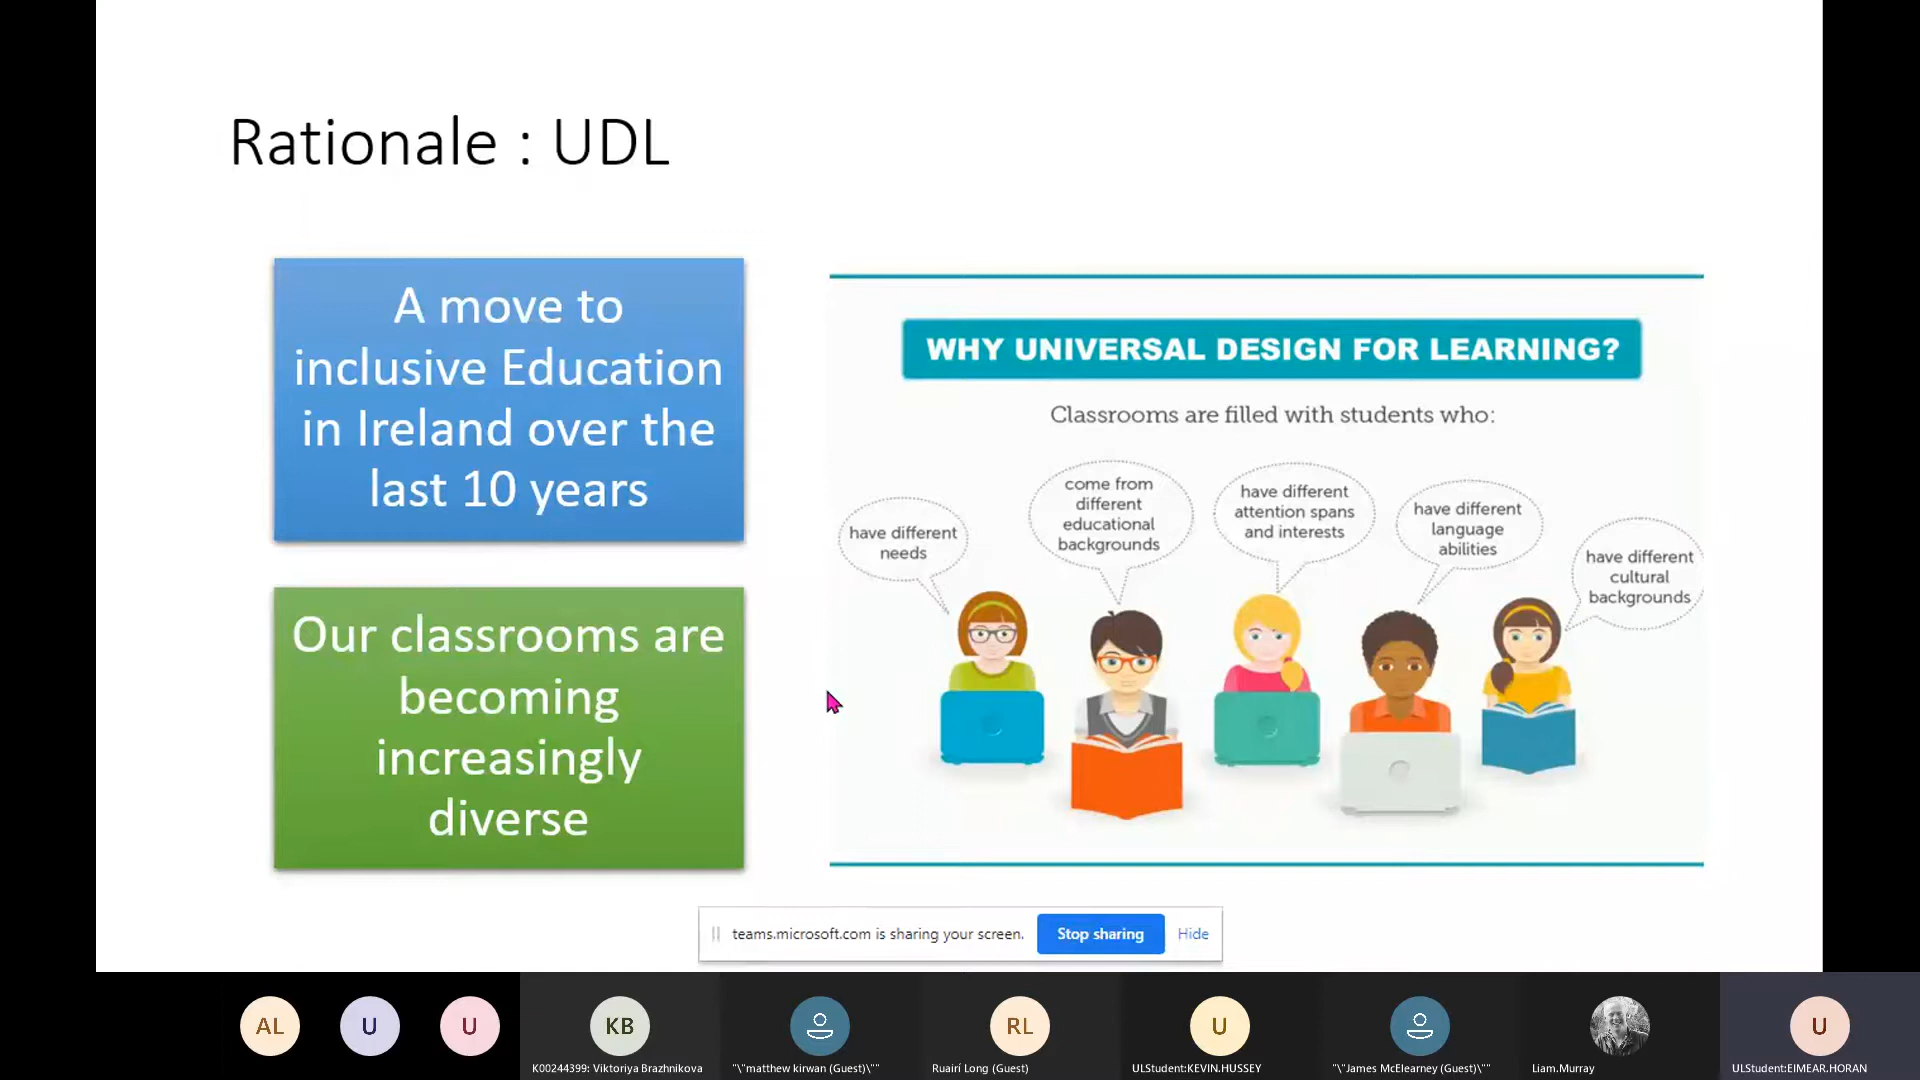 Rationale : UDL
A move to
inclusive Education
in Ireland over the
last 10 years
Our classrooms are
becoming
increasingly
diverse
WHY UNIVERSAL DESIGN FOR LEARNING?
Classrooms are filled with students who:
have different
needs
come from
different
educational
backgrounds
have different
attention spans
and interests
have different
language
abilities
have different
cultural
backgrounds
teams.microsoft.com is sharing your screen.
Stop sharing
Hide
AL
U
U
KB
K00244399: Viktoriya Brazhnikova
"\"matthew kirwan (Guest)\""
RL
Ruairí Long (Guest)
U
ULStudent:KEVIN.HUSSEY
"\"James McElearney (Guest)\""
Liam.Murray
U
ULStudent:EIMEAR.HORAN